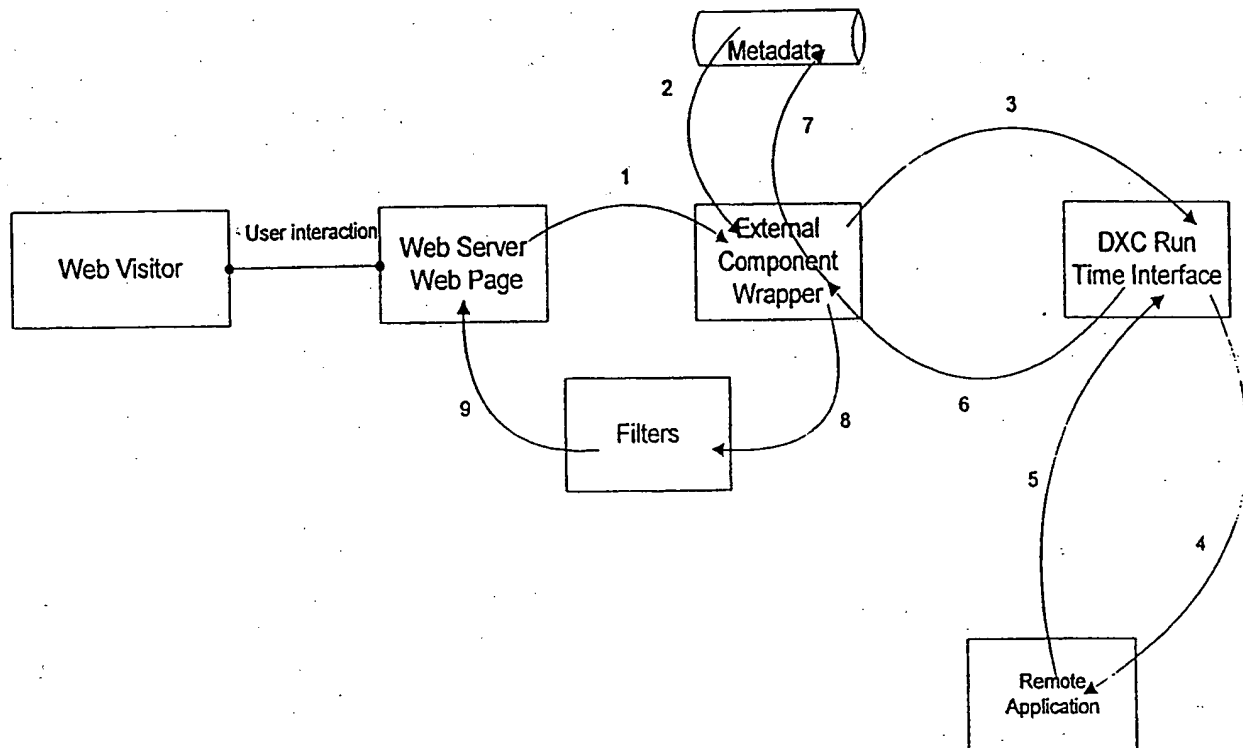 Metadata
2
7
3
1
User interaction
Web Visitor
Web Server
Web Page
External
Component
Wrapper
DXC Run
Time Interface
9
Filters
8
6
5
4
Remote
Application